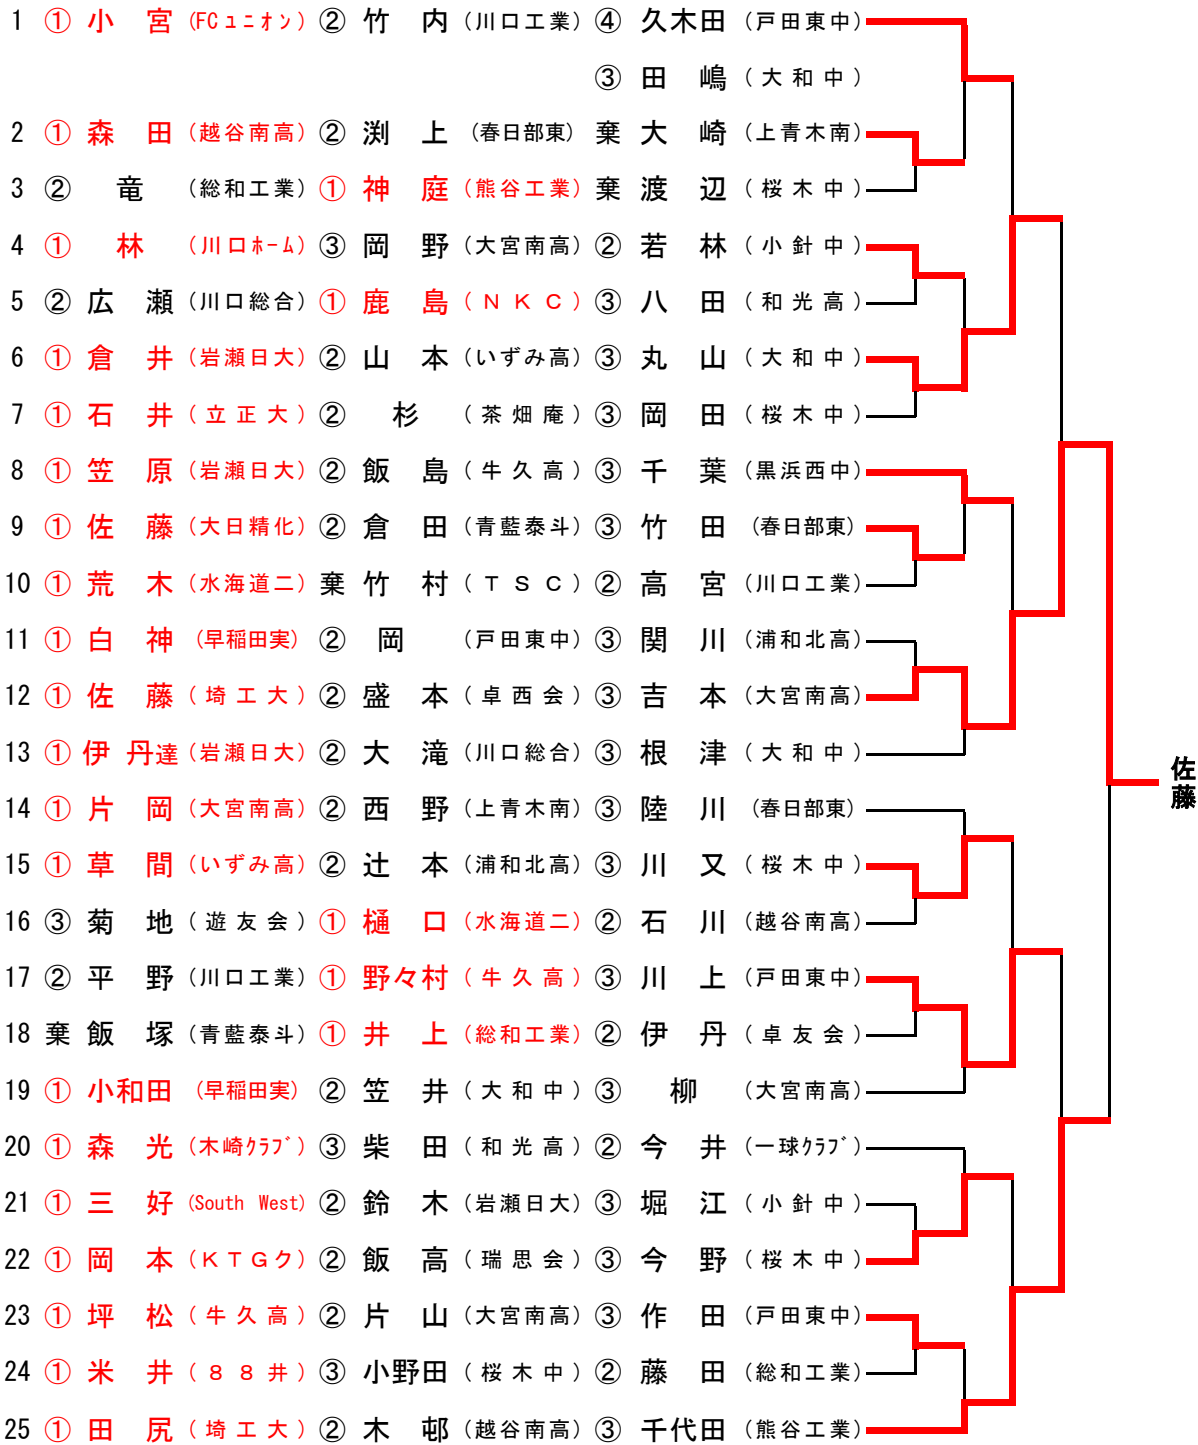 1 ① 小宮 (FCユニオン) ② 竹内 (川口工業) ④ 久木田 (戸田東中)
③ 田嶋 (大和中)
2 ① 森田 (越谷南高) ② 渕上 (春日部東) 棄 大崎 (上青木南)
3 ② 竜 (総和工業) ① 神庭 (熊谷工業) 棄 渡辺 (桜木中)
4 ① 林 (川口ホーム) ③ 岡野 (大宮南高) ② 若林 (小針中)
5 ② 広瀬 (川口総合) ① 鹿島 (NKC) ③ 八田 (和光高)
6 ① 倉井 (岩瀬日大) ② 山本 (いずみ高) ③ 丸山 (大和中)
7 ① 石井 (立正大) ② 杉 (茶畑庵) ③ 岡田 (桜木中)
8 ① 笠原 (岩瀬日大) ② 飯島 (牛久高) ③ 千葉 (黒浜西中)
9 ① 佐藤 (大日精化) ② 倉田 (青藍泰斗) ③ 竹田 (春日部東)
10 ① 荒木 (水海道二) 棄 竹村 (TSC) ② 高宮 (川口工業)
11 ① 白神 (早稲田実) ② 岡 (戸田東中) ③ 関川 (浦和北高)
12 ① 佐藤 (埼工大) ② 盛本 (卓西会) ③ 吉本 (大宮南高)
13 ① 伊丹達 (岩瀬日大) ② 大滝 (川口総合) ③ 根津 (大和中)
佐藤
14 ① 片岡 (大宮南高) ② 西野 (上青木南) ③ 陸川 (春日部東)
15 ① 草間 (いずみ高) ② 辻本 (浦和北高) ③ 川又 (桜木中)
16 ③ 菊地 (遊友会) ① 樋口 (水海道二) ② 石川 (越谷南高)
17 ② 平野 (川口工業) ① 野々村 (牛久高) ③ 川上 (戸田東中)
18 棄 飯塚 (青藍泰斗) ① 井上 (総和工業) ② 伊丹 (卓友会)
19 ① 小和田 (早稲田実) ② 笠井 (大和中) ③ 柳 (大宮南高)
20 ① 森光 (木崎クラブ) ③ 柴田 (和光高) ② 今井 (一球クラブ)
21 ① 三好 (South West) ② 鈴木 (岩瀬日大) ③ 堀江 (小針中)
22 ① 岡本 (KTGク) ② 飯高 (瑞思会) ③ 今野 (桜木中)
23 ① 坪松 (牛久高) ② 片山 (大宮南高) ③ 作田 (戸田東中)
24 ① 米井 (88井) ③ 小野田 (桜木中) ② 藤田 (総和工業)
25 ① 田尻 (埼工大) ② 木邨 (越谷南高) ③ 千代田 (熊谷工業)